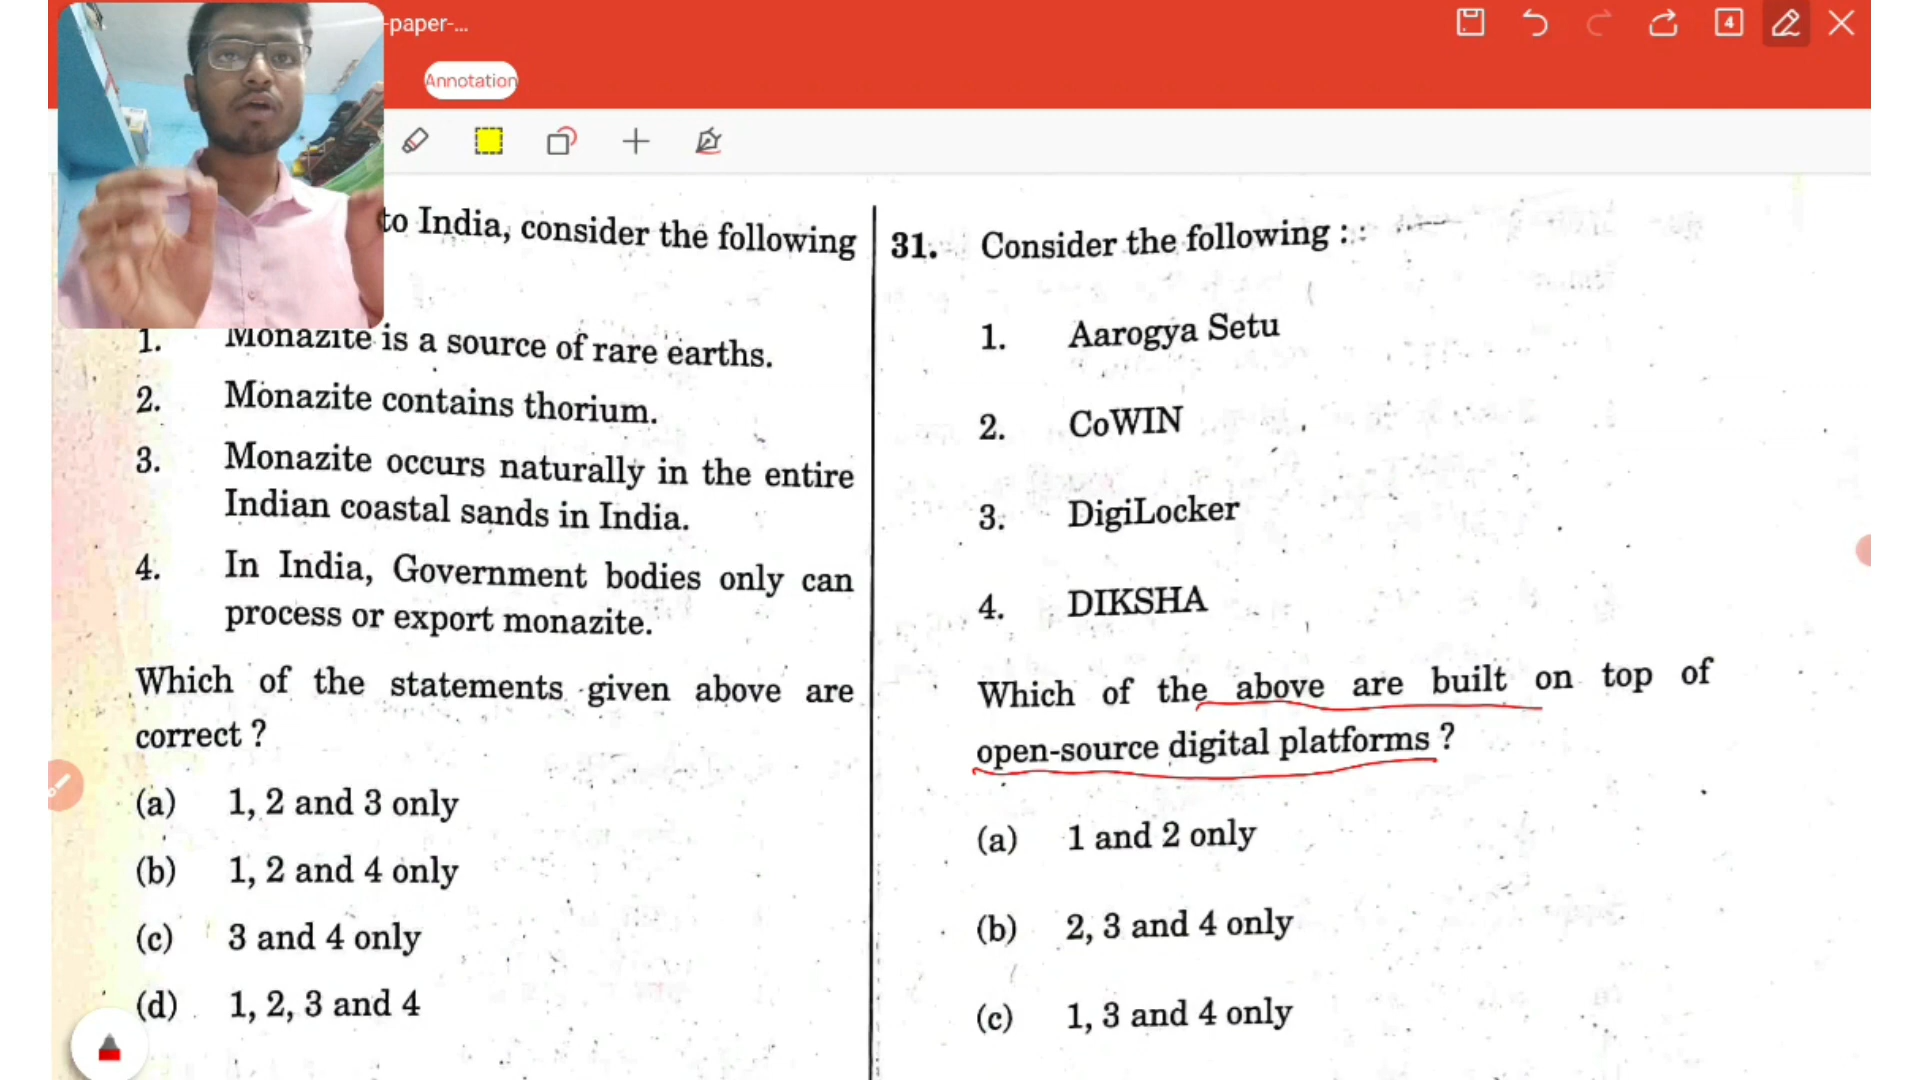 -paper-...
4
Annotation
to India, consider the following
1. Monazite is a source of rare earths.
2. Monazite contains thorium.
3. Monazite occurs naturally in the entire
Indian coastal sands in India.
4. In India, Government bodies only can
process or export monazite.
Which of the statements given above are
correct ?
(a) 1, 2 and 3 only
(b) 1, 2 and 4 only
(c) 3 and 4 only
(d) 1, 2, 3 and 4
31. Consider the following :
1. Aarogya Setu
2. CoWIN
3. DigiLocker
4. DIKSHA
Which of the above are built on top of
open-source digital platforms ?
(a) 1 and 2 only
(b) 2, 3 and 4 only
(c) 1, 3 and 4 only